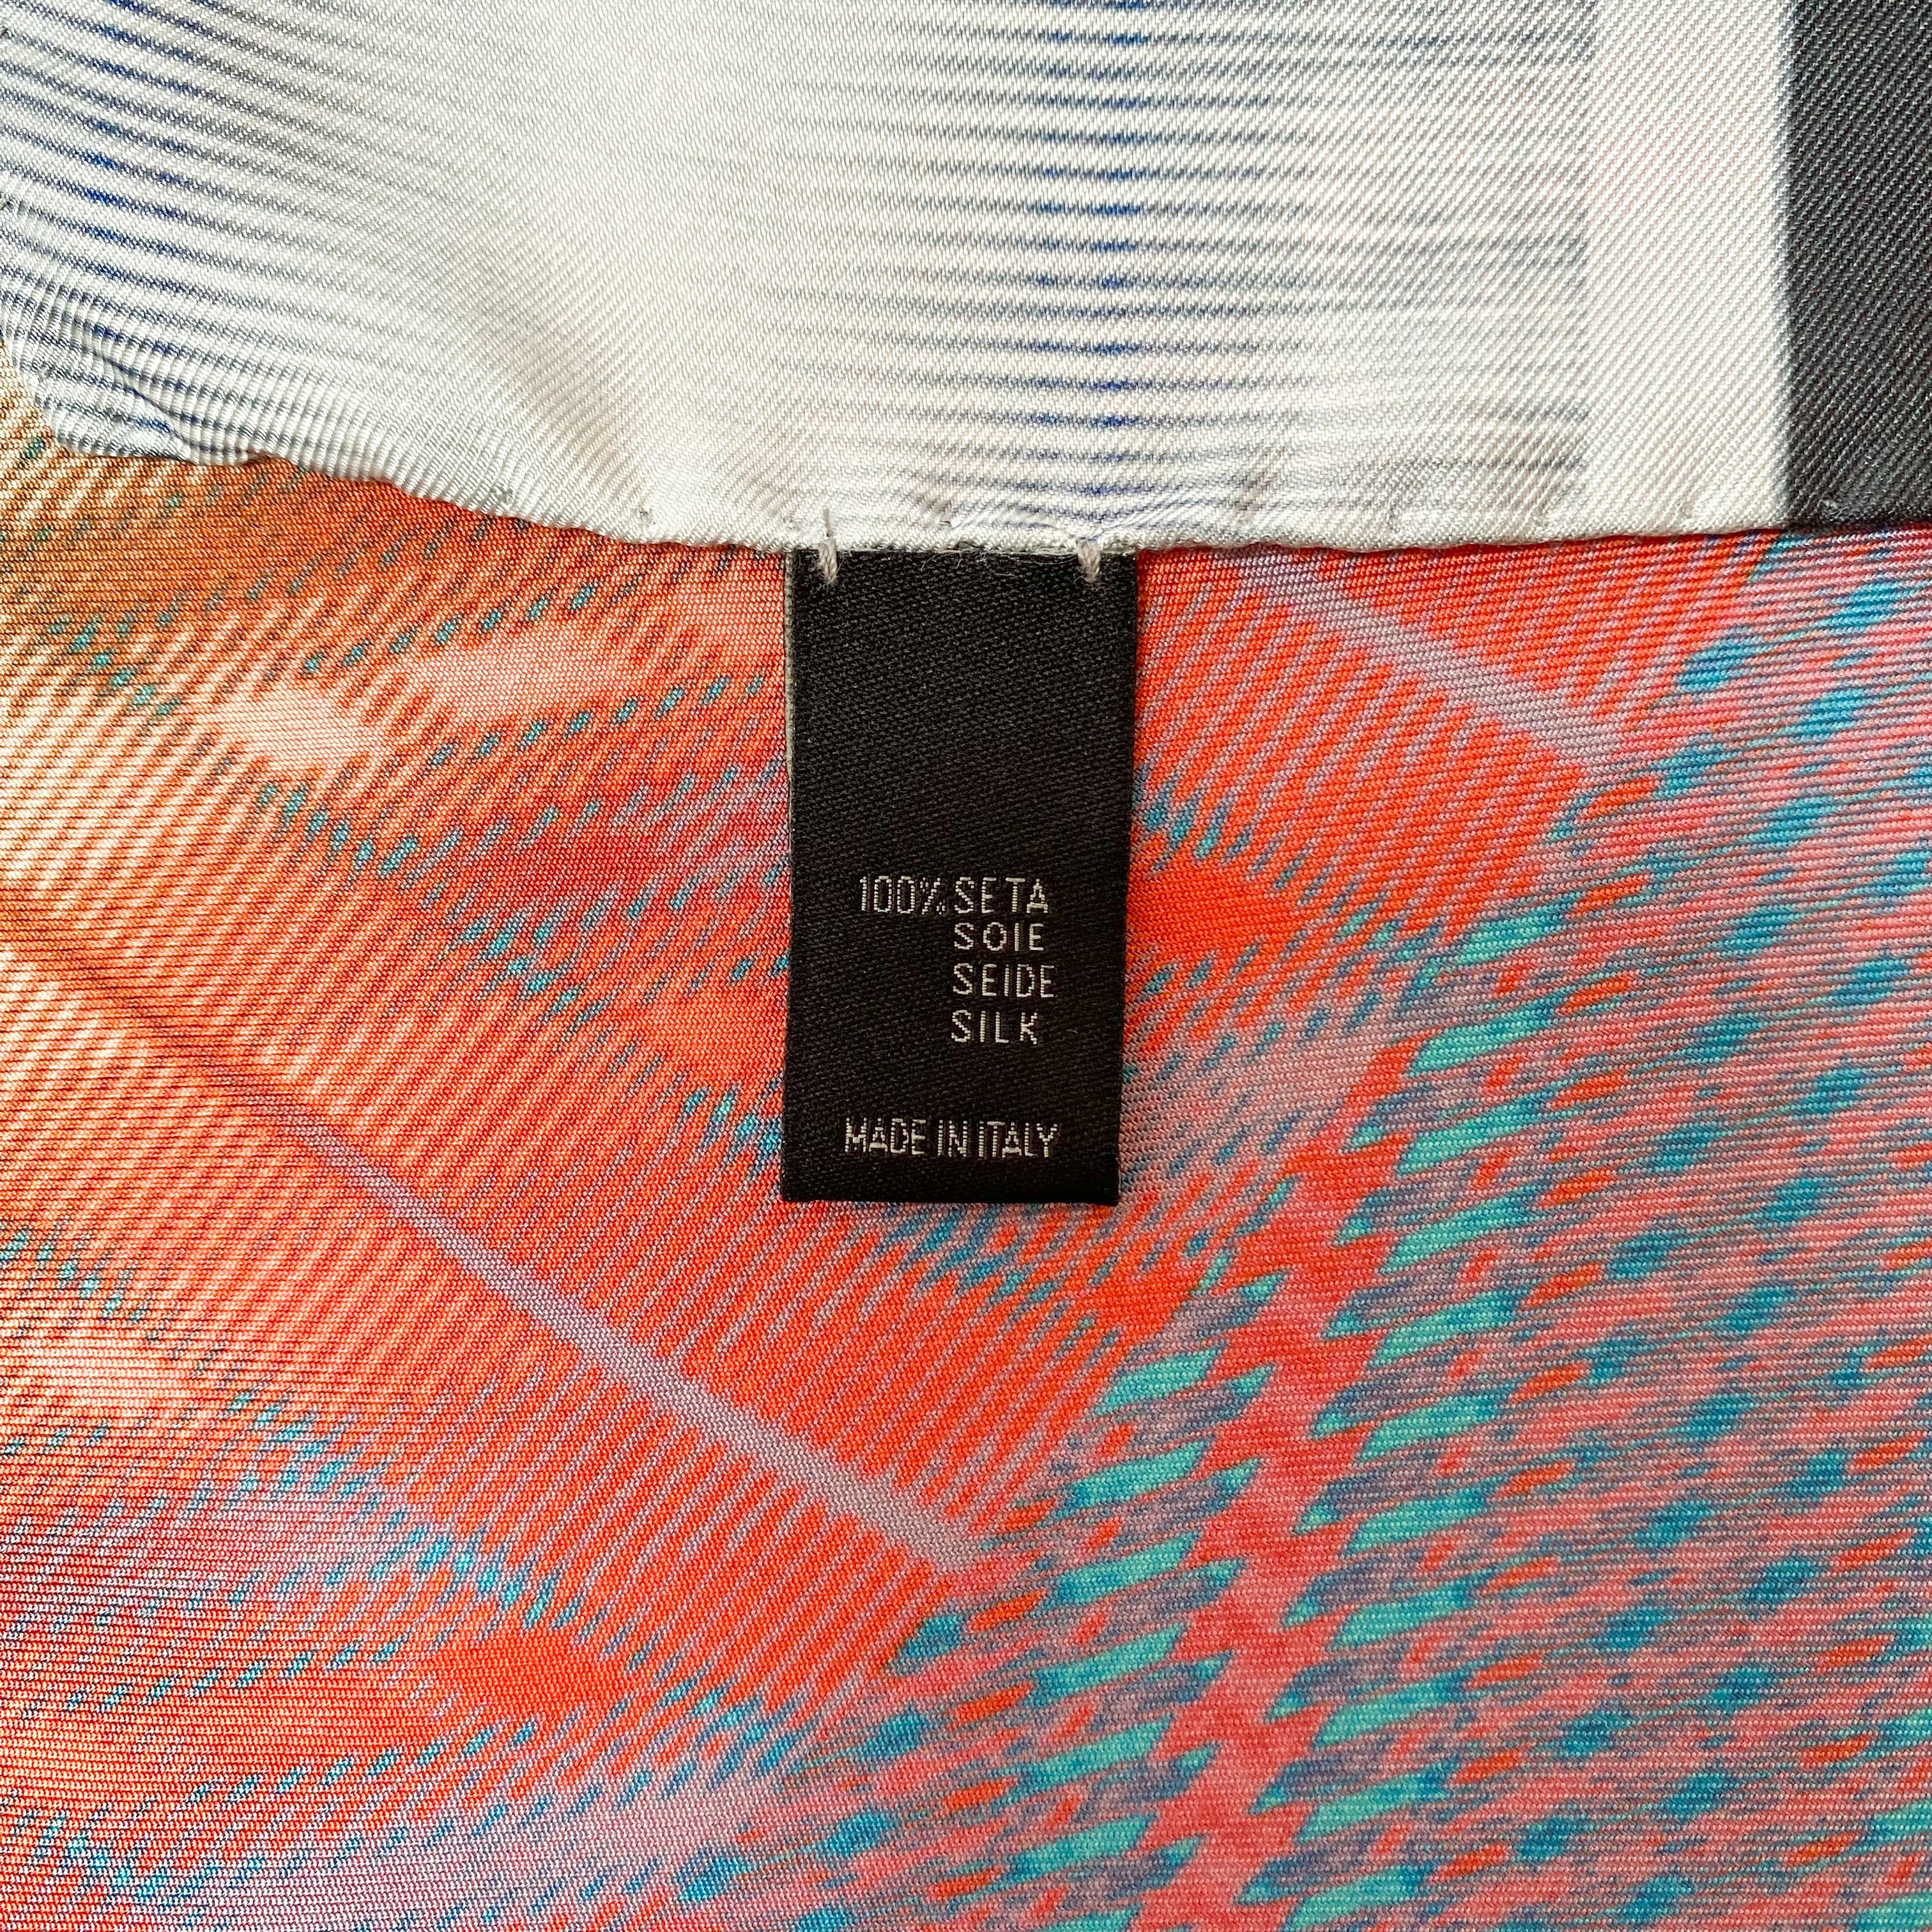 100% SETA
SOIE
SEIDE
SILK
MADE IN ITALY